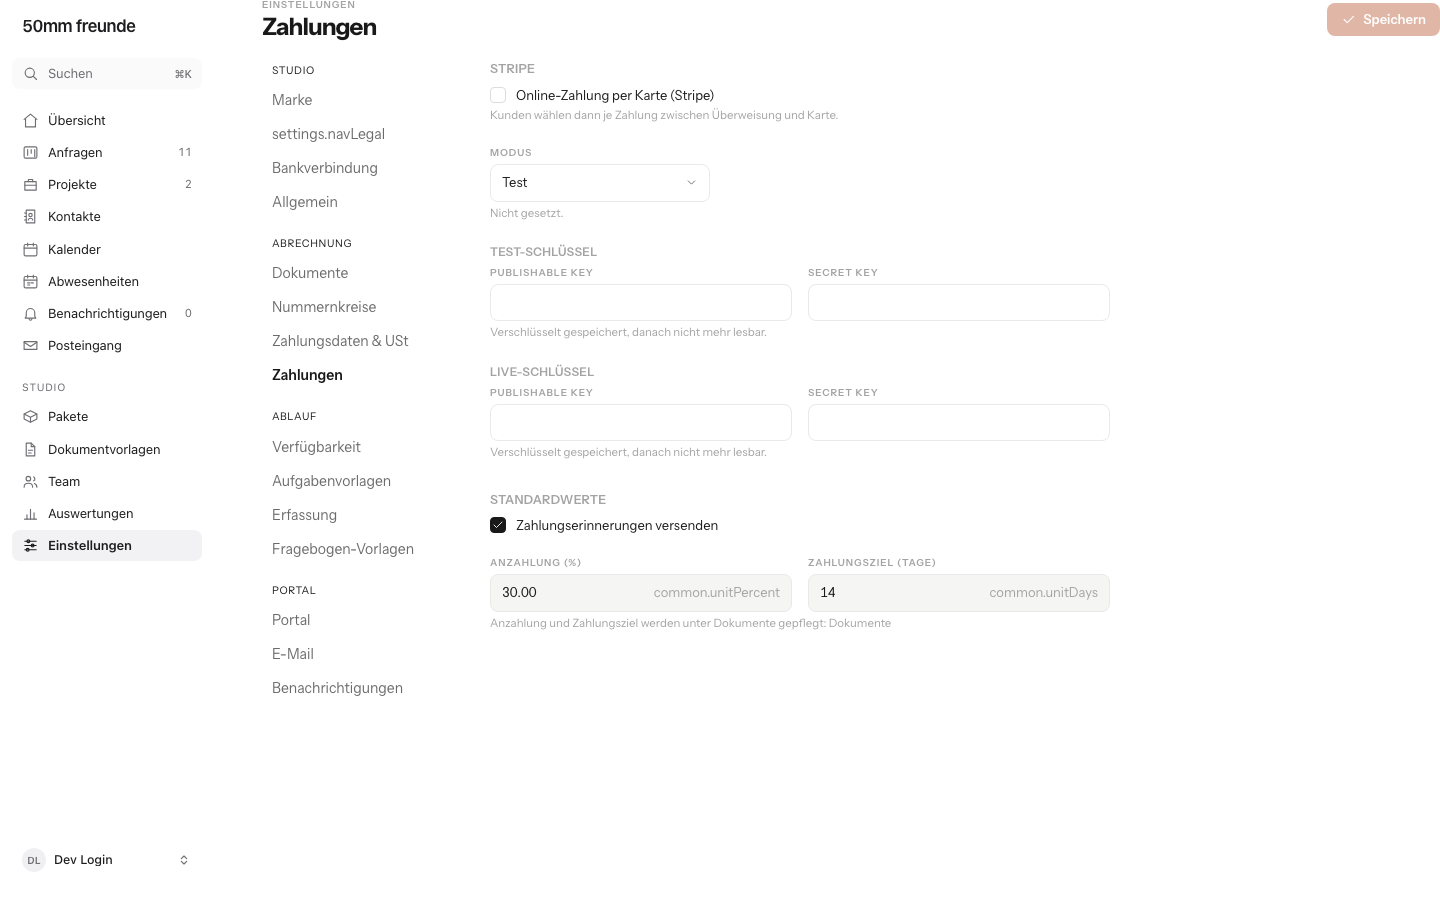 50mm freunde
Suchen ⌘K
Übersicht
Anfragen 11
Projekte 2
Kontakte
Kalender
Abwesenheiten
Benachrichtigungen 0
Posteingang
STUDIO
Pakete
Dokumentvorlagen
Team
Auswertungen
Einstellungen
DL Dev Login
EINSTELLUNGEN
Zahlungen
Speichern
STUDIO
Marke
settings.navLegal
Bankverbindung
Allgemein
ABRECHNUNG
Dokumente
Nummernkreise
Zahlungsdaten & USt
Zahlungen
ABLAUF
Verfügbarkeit
Aufgabenvorlagen
Erfassung
Fragebogen-Vorlagen
PORTAL
Portal
E-Mail
Benachrichtigungen
STRIPE
Online-Zahlung per Karte (Stripe)
Kunden wählen dann je Zahlung zwischen Überweisung und Karte.
MODUS
Test
Nicht gesetzt.
TEST-SCHLÜSSEL
PUBLISHABLE KEY SECRET KEY
Verschlüsselt gespeichert, danach nicht mehr lesbar.
LIVE-SCHLÜSSEL
PUBLISHABLE KEY SECRET KEY
Verschlüsselt gespeichert, danach nicht mehr lesbar.
STANDARDWERTE
Zahlungserinnerungen versenden
ANZAHLUNG (%) ZAHLUNGSZIEL (TAGE)
30.00 common.unitPercent 14 common.unitDays
Anzahlung und Zahlungsziel werden unter Dokumente gepflegt: Dokumente